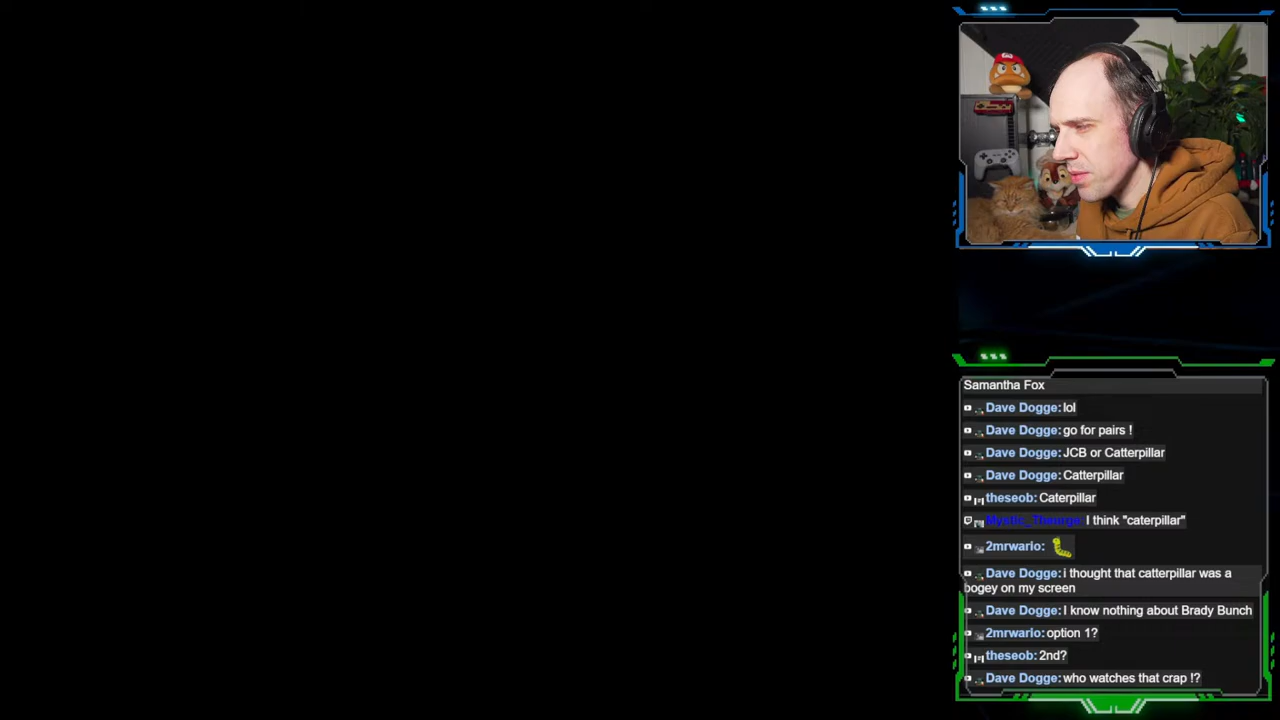 Samantha Fox
Dave Dogge: lol
Dave Dogge: go for pairs !
Dave Dogge: JCB or Catterpillar
Dave Dogge: Catterpillar
theseob: Caterpillar
I think "caterpillar"
2mrwario:
Dave Dogge: i thought that catterpillar was a
bogey on my screen
Dave Dogge: I know nothing about Brady Bunch
2mrwario: option 1?
theseob: 2nd?
Dave Dogge: who watches that crap !?